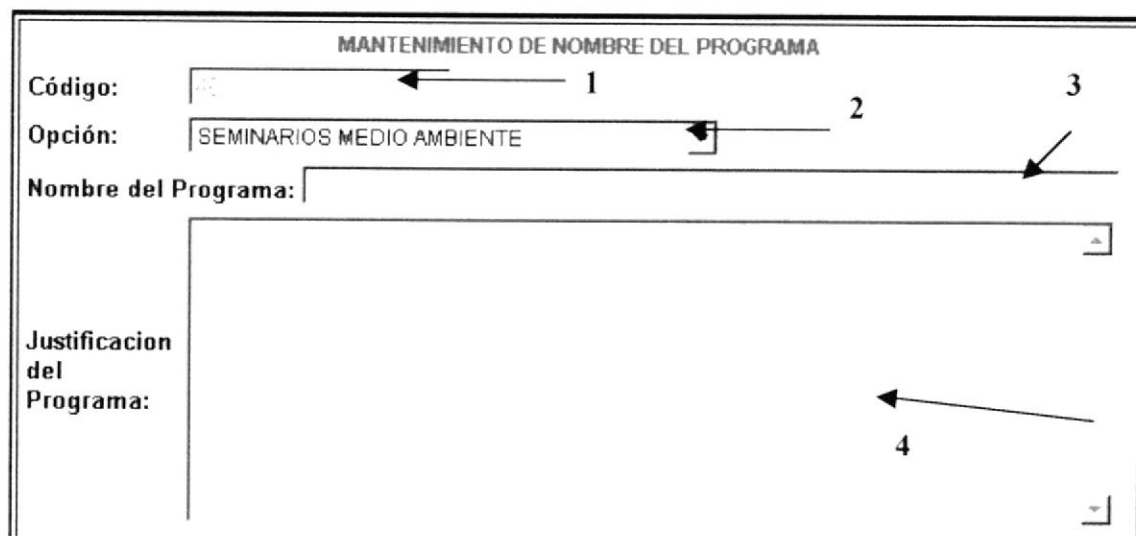 MANTENIMIENTO DE NOMBRE DEL PROGRAMA
Código: 1
Opción: SEMINARIOS MEDIO AMBIENTE 2
Nombre del Programa: 3
Justificacion
del
Programa:
4